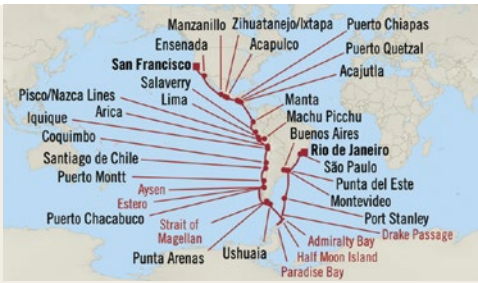 Manzanillo
Zihuatanejo/Ixtapa
Puerto Chiapas
Ensenada
Acapulco
Puerto Quetzal
San Francisco
Acajutla
Salaverry
Pisco/Nazca Lines
Lima
Manta
Arica
Machu Picchu
Iquique
Buenos Aires
Coquimbo
Rio de Janeiro
Santiago de Chile
São Paulo
Puerto Montt
Punta del Este
Aysen
Montevideo
Estero
Port Stanley
Puerto Chacabuco
Strait of
Magellan
Drake Passage
Admiralty Bay
Punta Arenas
Ushuaia
Half Moon Island
Paradise Bay